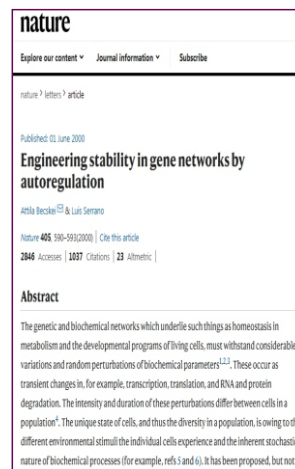 nature
Explore our content Journal information Subscribe
nature > letters > article
Published: 01 June 2000
Engineering stability in gene networks by
autoregulation
Attila Becskei & Luis Serrano
Nature 405, 590–593(2000) | Cite this article
2846 Accesses | 1037 Citations | 23 Altmetric |
Abstract
The genetic and biochemical networks which underlie such things as homeostasis in
metabolism and the developmental programs of living cells, must withstand considerable
variations and random perturbations of biochemical parameters1,2,3. These occur as
transient changes in, for example, transcription, translation, and RNA and protein
degradation. The intensity and duration of these perturbations differ between cells in a
population4. The unique state of cells, and thus the diversity in a population, is owing to the
different environmental stimuli the individual cells experience and the inherent stochastic
nature of biochemical processes (for example, refs 5 and 6). It has been proposed, but not